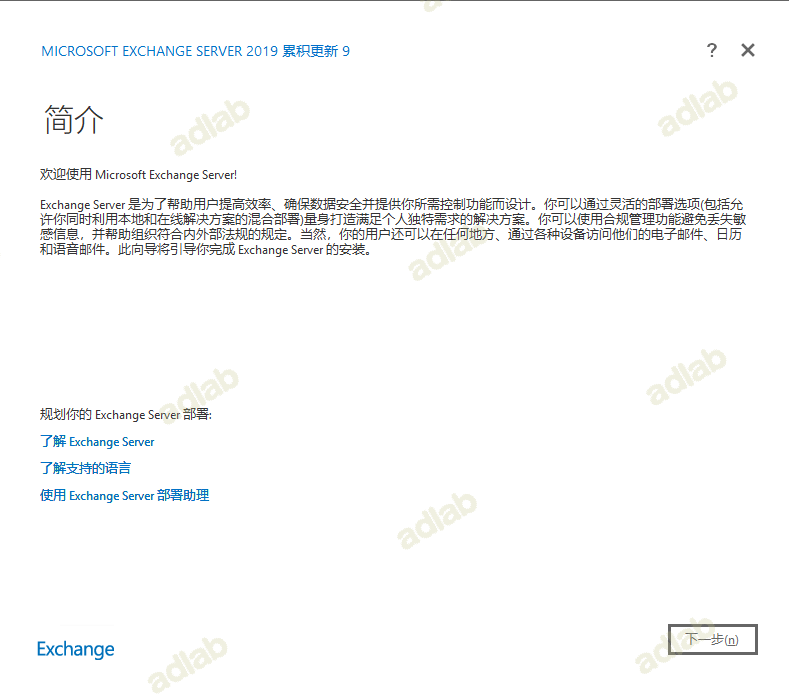 MICROSOFT EXCHANGE SERVER 2019 累积更新 9
? ×
简介
欢迎使用 Microsoft Exchange Server!
Exchange Server 是为了帮助用户提高效率、确保数据安全并提供你所需控制功能而设计。你可以通过灵活的部署选项(包括允
许你同时利用本地和在线解决方案的混合部署)量身打造满足个人独特需求的解决方案。你可以使用合规管理功能避免丢失敏
感信息，并帮助组织符合内外部法规的规定。当然，你的用户还可以在任何地方、通过各种设备访问他们的电子邮件、日历
和语音邮件。此向导将引导你完成 Exchange Server 的安装。
规划你的 Exchange Server 部署:
了解 Exchange Server
了解支持的语言
使用 Exchange Server 部署助理
Exchange
下一步(n)
adlab
adlab
adlab
adlab
adlab
adlab
adlab
adlab